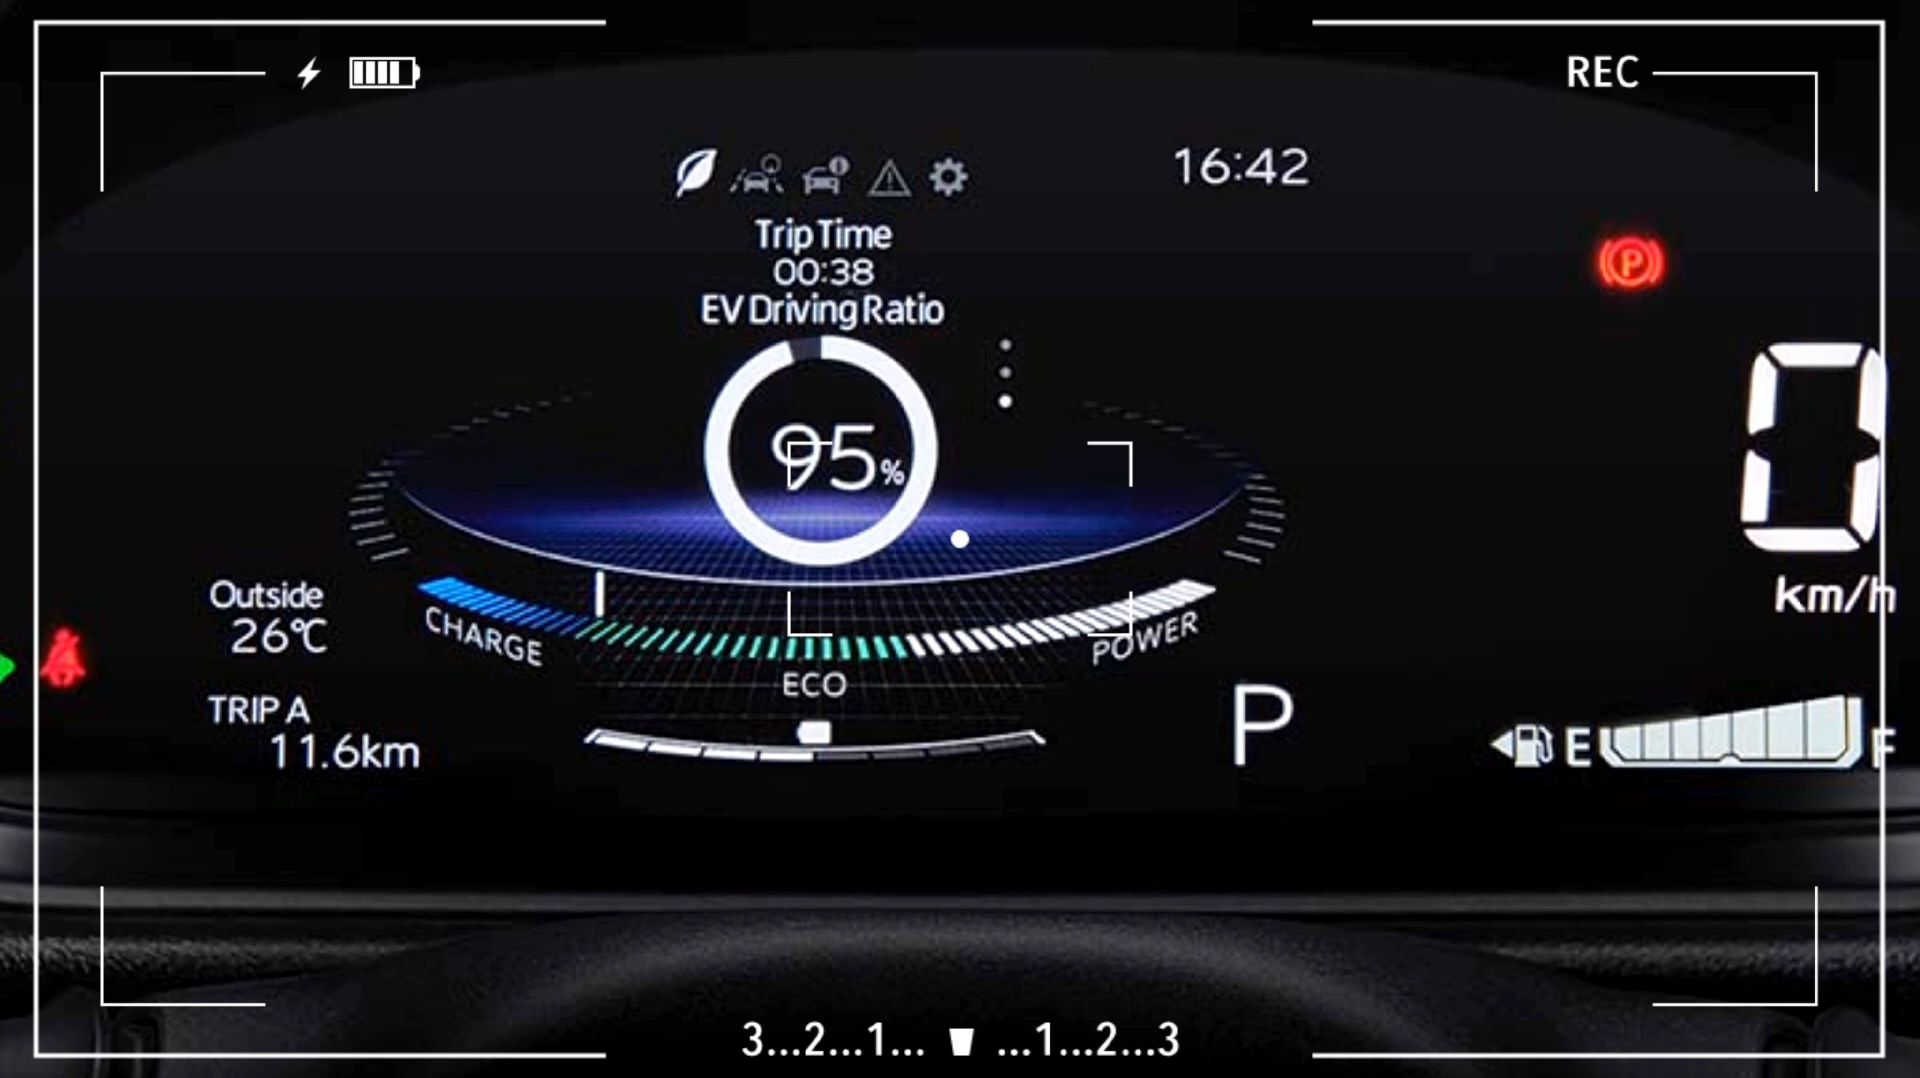 REC
16:42
Trip Time
00:38
EV Driving Ratio
95%
0
km/h
Outside
26℃
CHARGE
POWER
ECO
TRIP A
11.6km
P
E F
3...2...1... ...1...2...3